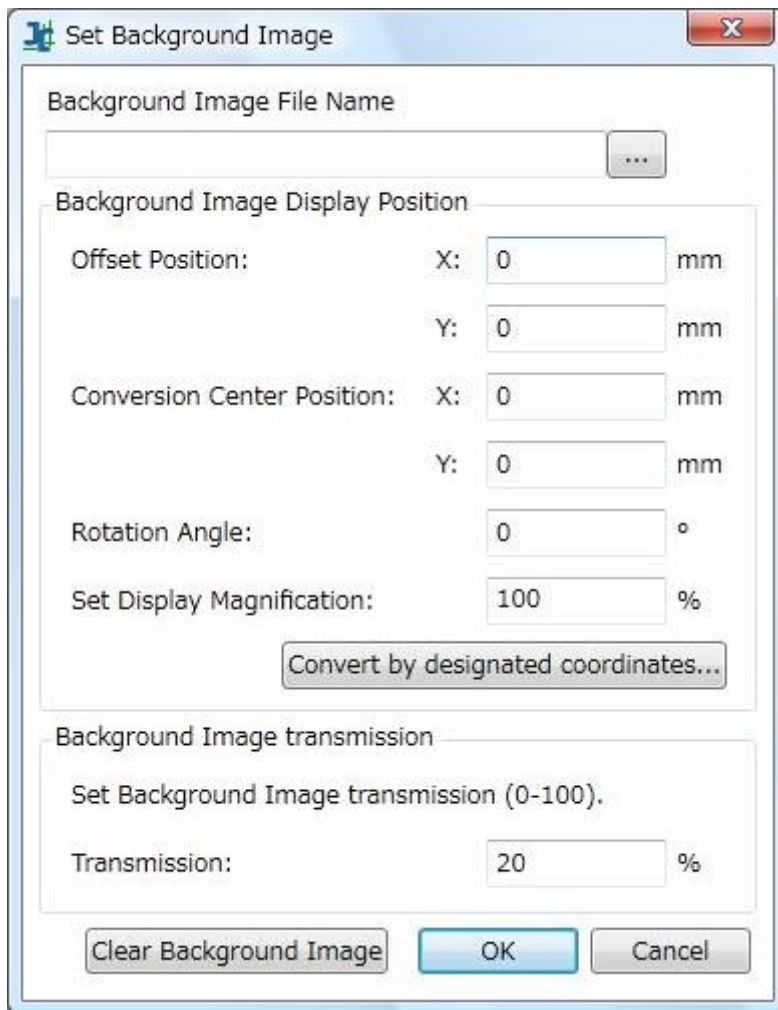 Set Background Image
Background Image File Name
...
Background Image Display Position
Offset Position: X: 0 mm
Y: 0 mm
Conversion Center Position: X: 0 mm
Y: 0 mm
Rotation Angle: 0 °
Set Display Magnification: 100 %
Convert by designated coordinates...
Background Image transmission
Set Background Image transmission (0-100).
Transmission: 20 %
Clear Background Image OK Cancel